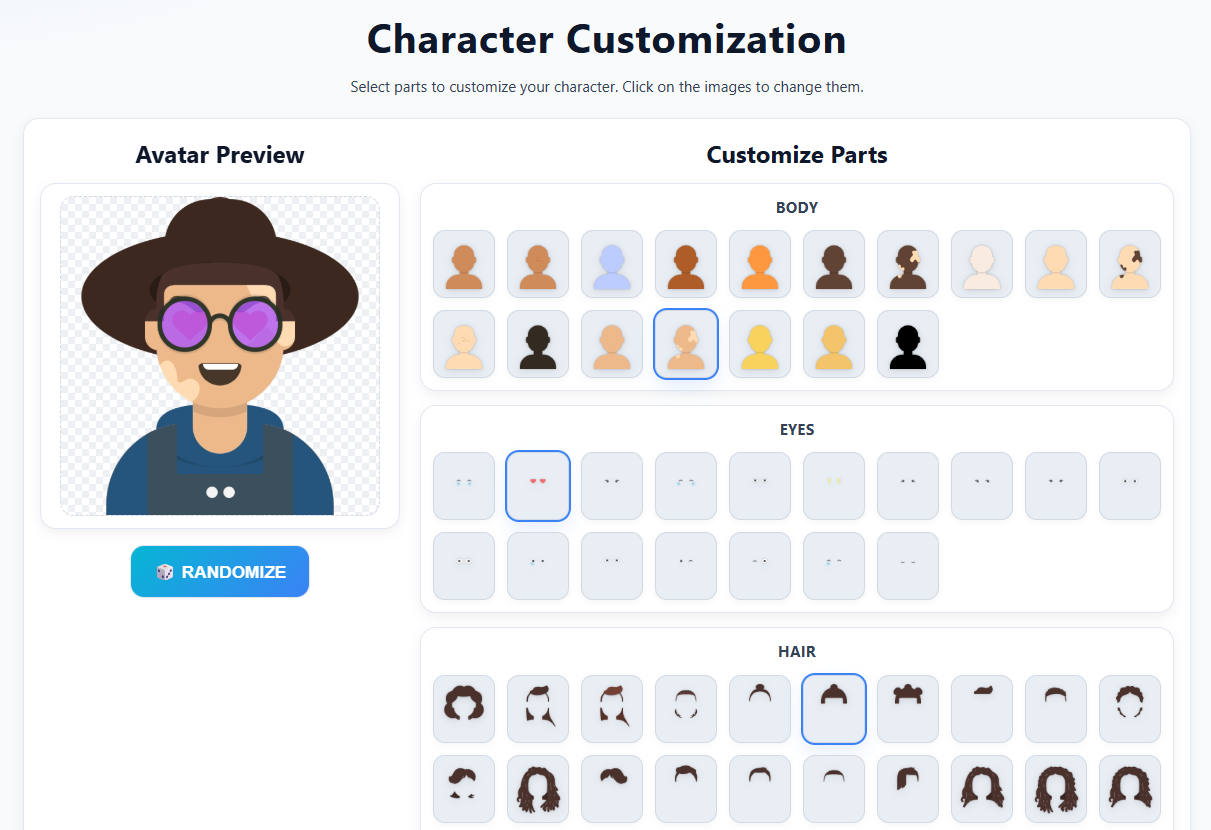 Character Customization
Select parts to customize your character. Click on the images to change them.
Avatar Preview
RANDOMIZE
Customize Parts
BODY
EYES
HAIR